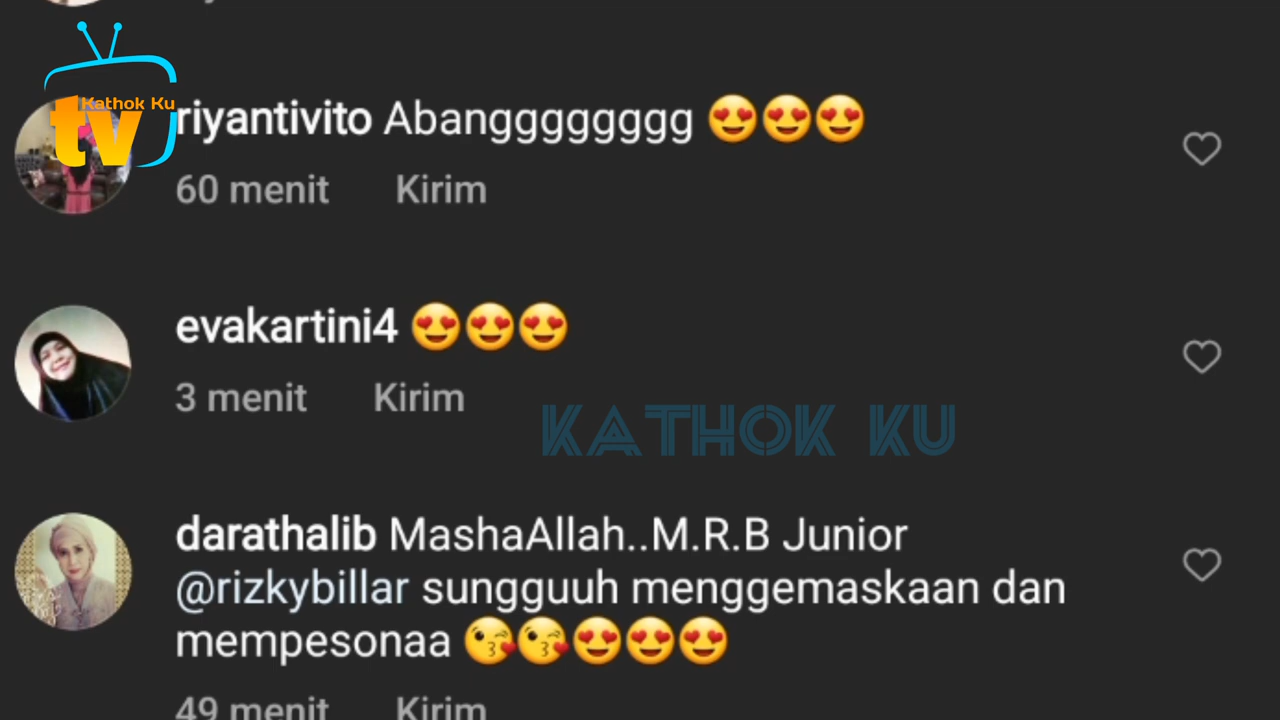 Kathok Ku
tv
riyantivito Abangggggggg 😍😍😍
60 menit Kirim
evakartini4 😍😍😍
3 menit Kirim
KATHOK KU
darathalib MashaAllah..M.R.B Junior
@rizkybillar sungguuh menggemaskaan dan
mempesonaa 😘😘😍😍😍
49 menit Kirim